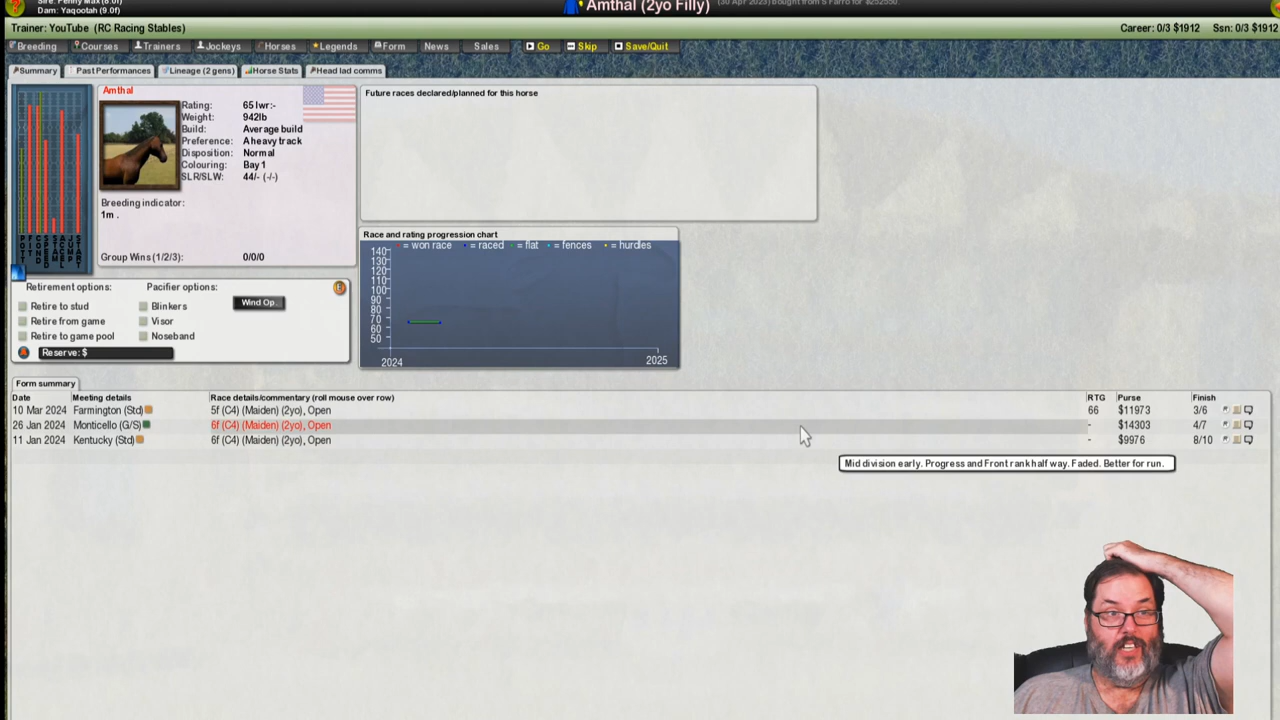 Dam: Yaqootah (9.0f)
Amthal (2yo Filly)
Trainer: YouTube (RC Racing Stables)
Career: 0/3 $1912 Ssn: 0/3 $1912
Breeding Courses Trainers Jockeys Horses Legends Form News Sales Go Skip Save/Quit
Summary Past Performances Lineage (2 gens) Horse Stats Head lad comms
Amthal
Rating: 65 lwr:-
Weight: 942lb
Build: Average build
Preference: A heavy track
Disposition: Normal
Colouring: Bay 1
SLR/SLW: 44/- (-/-)
Breeding indicator:
1m .
Group Wins (1/2/3): 0/0/0
FIT
COND
SPEED
STAM
ACCEL
JUMP
START
Future races declared/planned for this horse
Race and rating progression chart
= won race = raced = flat = fences = hurdles
140
130
120
110
100
90
80
70
60
50
2024 2025
Retirement options: Pacifier options:
Retire to stud Blinkers Wind Op.
Retire from game Visor
Retire to game pool Noseband
Reserve: $
Form summary
Date Meeting details Race details/commentary (roll mouse over row) RTG Purse Finish
10 Mar 2024 Farmington (Std) 5f (C4) (Maiden) (2yo), Open 66 $11973 3/6
26 Jan 2024 Monticello (G/S) 6f (C4) (Maiden) (2yo), Open - $14303 4/7
11 Jan 2024 Kentucky (Std) 6f (C4) (Maiden) (2yo), Open - $9976 8/10
Mid division early. Progress and Front rank half way. Faded. Better for run.